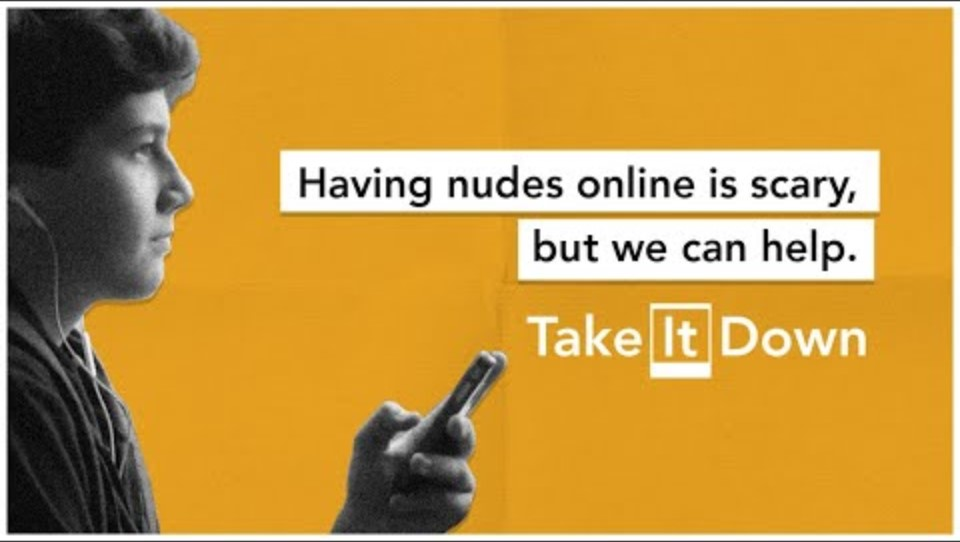 Having nudes online is scary,
but we can help.
Take It Down